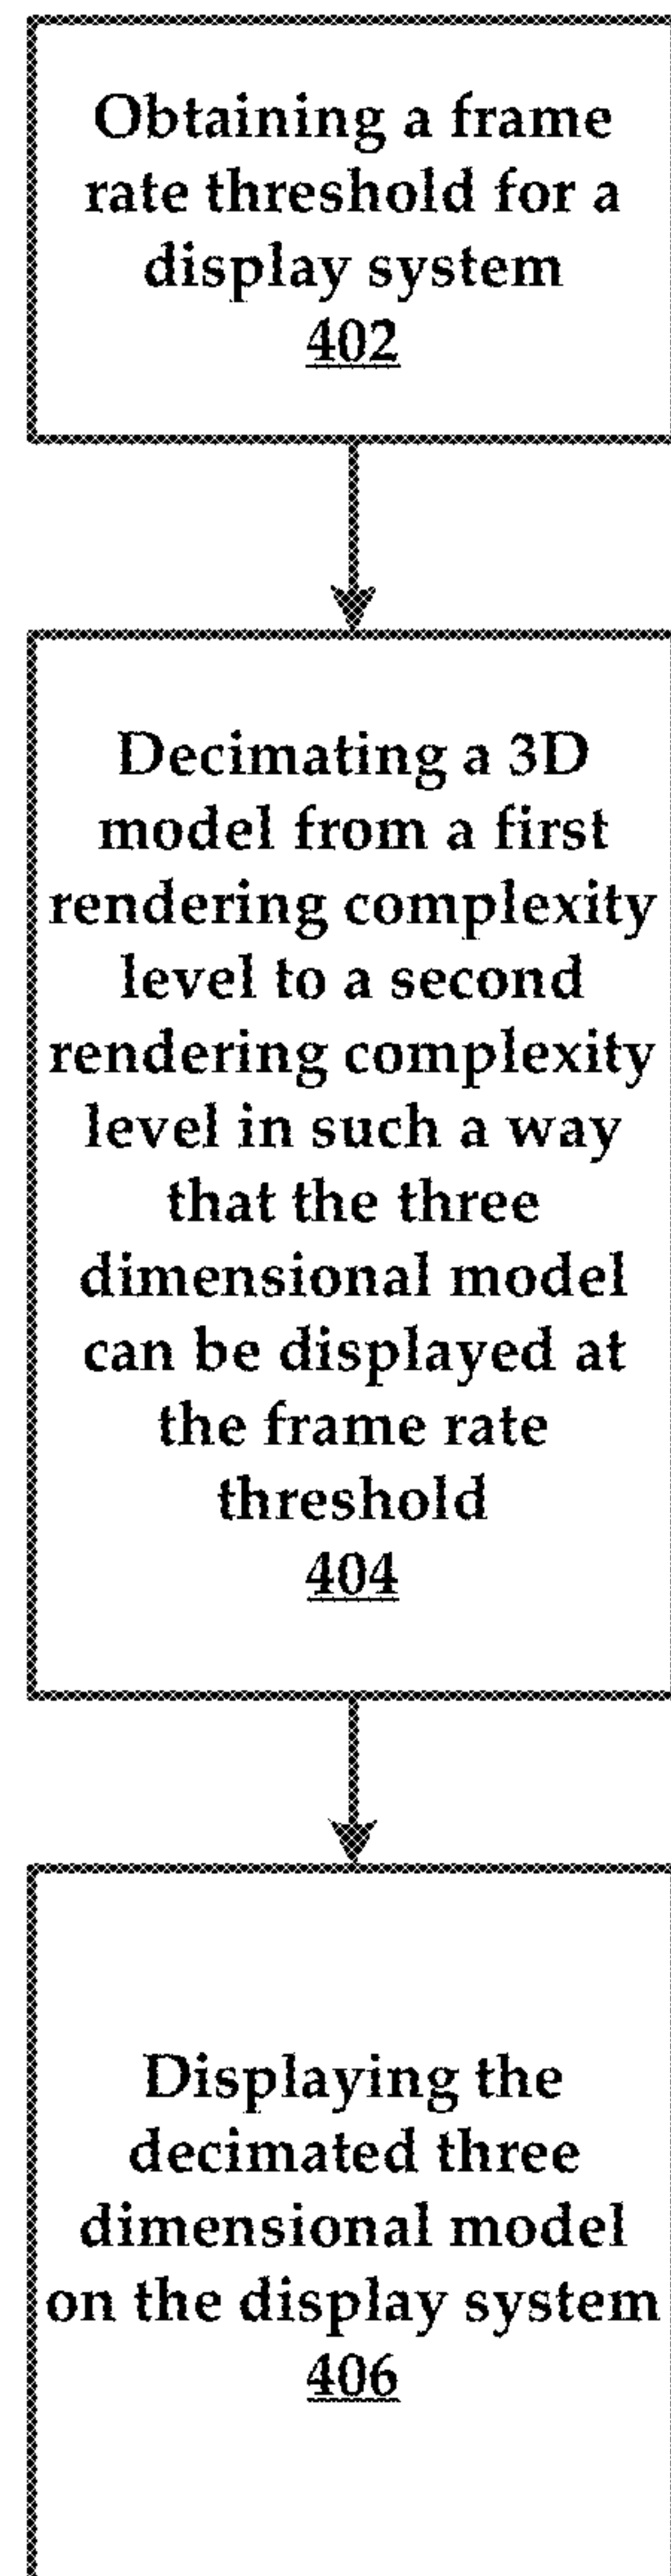 Obtaining a frame
rate threshold for a
display system
402
Decimating a 3D
model from a first
rendering complexity
level to a second
rendering complexity
level in such a way
that the three
dimensional model
can be displayed at
the frame rate
threshold
404
Displaying the
decimated three
dimensional model
on the display system
406